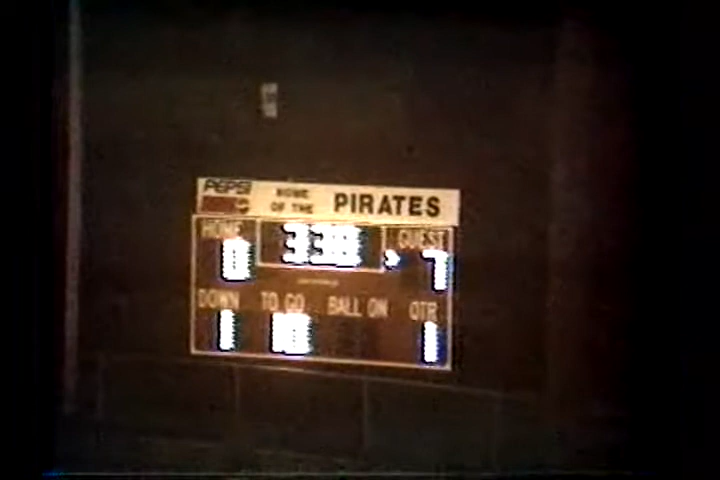 PEPSI
HOME
OF THE
PIRATES
HOME
GUEST
0
7
DOWN TO GO BALL ON QTR
1 10 1